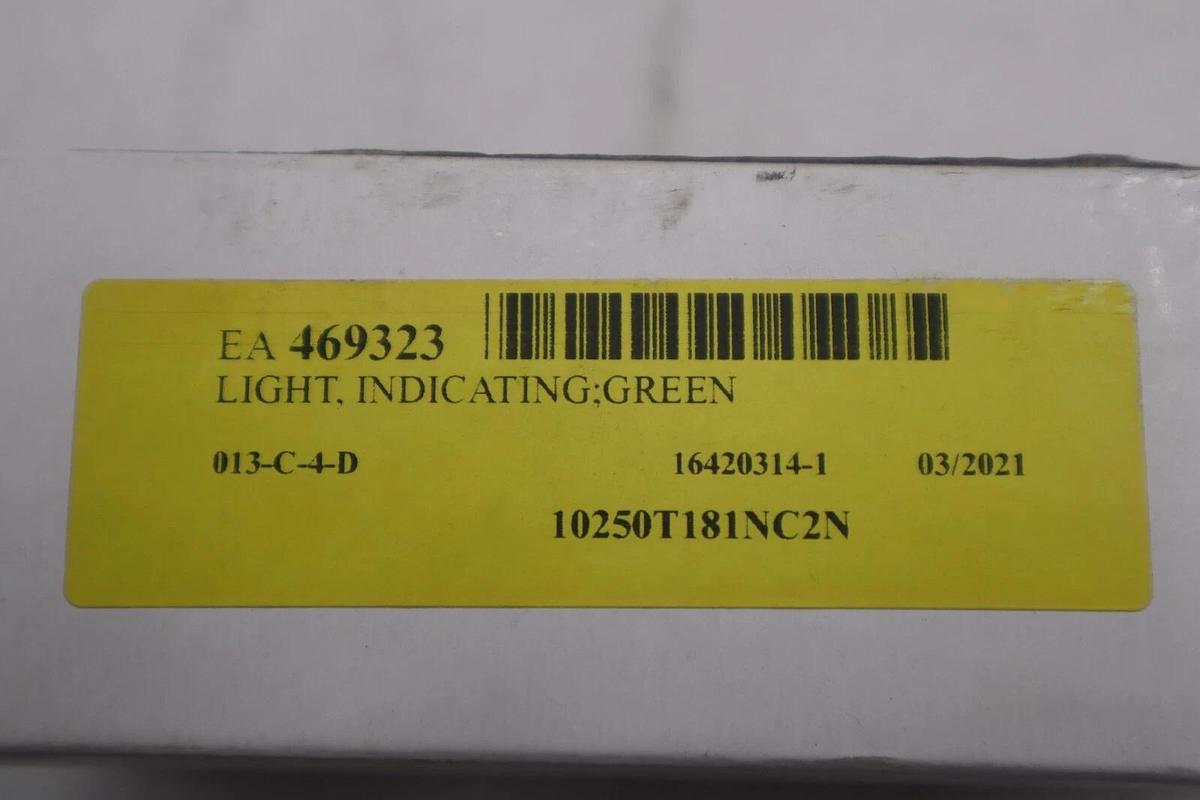 EA 469323
LIGHT, INDICATING;GREEN
013-C-4-D 16420314-1 03/2021
10250T181NC2N